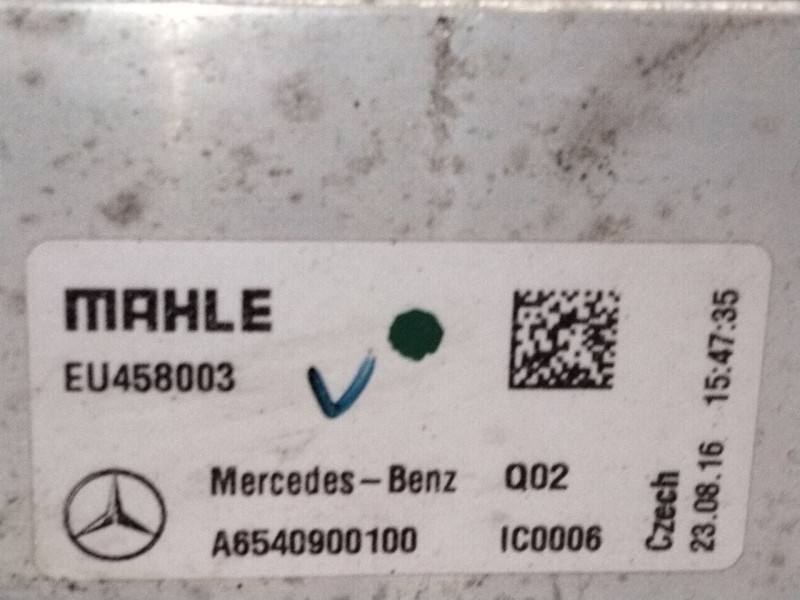 MAHLE
EU458003
Mercedes-Benz Q02
A6540900100 IC0006
Czech
23.08.16 15:47:35